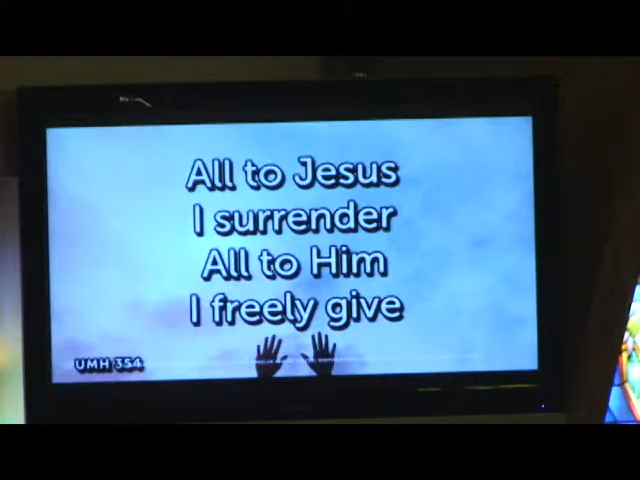 All to Jesus
I surrender
All to Him
I freely give
UMH 354